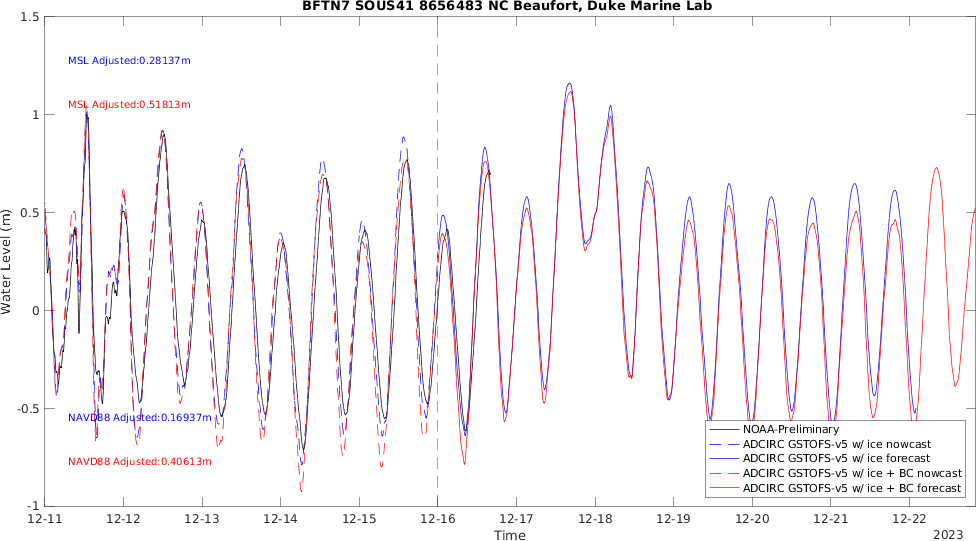 BFTN7 SOUS41 8656483 NC Beaufort, Duke Marine Lab
1.5
1
0.5
0
-0.5
-1
Water Level (m)
MSL Adjusted:0.28137m
MSL Adjusted:0.51813m
NAVD88 Adjusted:0.16937m
NAVD88 Adjusted:0.40613m
NOAA-Preliminary
ADCIRC GSTOFS-v5 w/ ice nowcast
ADCIRC GSTOFS-v5 w/ ice forecast
ADCIRC GSTOFS-v5 w/ ice + BC nowcast
ADCIRC GSTOFS-v5 w/ ice + BC forecast
12-11 12-12 12-13 12-14 12-15 12-16 12-17 12-18 12-19 12-20 12-21 12-22
Time
2023